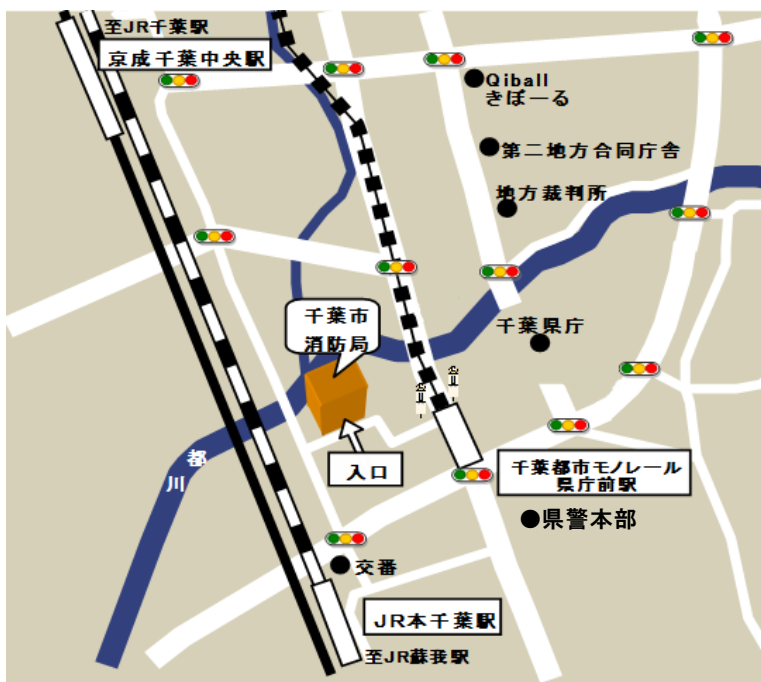 至JR千葉駅
京成千葉中央駅
Qiball
きぼーる
第二地方合同庁舎
地方裁判所
千葉市
消防局
千葉県庁
都
川
入口
千葉都市モノレール
県庁前駅
県警本部
交番
JR本千葉駅
至JR蘇我駅